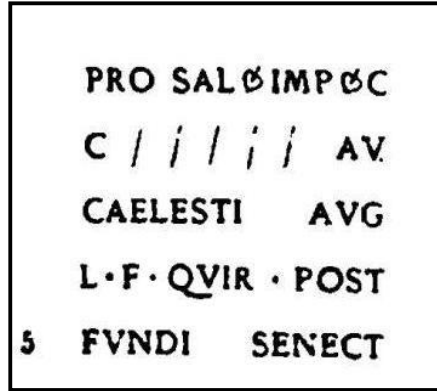 PRO SAL IMP C
C / / / / / AV
CAELESTI AVG
L·F·QVIR·POST
5 FVNDI SENECT